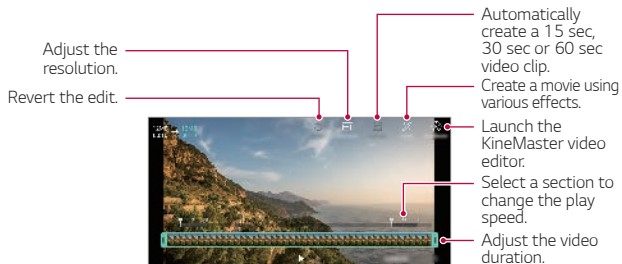 Adjust the
resolution.
Revert the edit.
Automatically
create a 15 sec,
30 sec or 60 sec
video clip.
Create a movie using
various effects.
Launch the
KineMaster video
editor.
Select a section to
change the play
speed.
Adjust the video
duration.